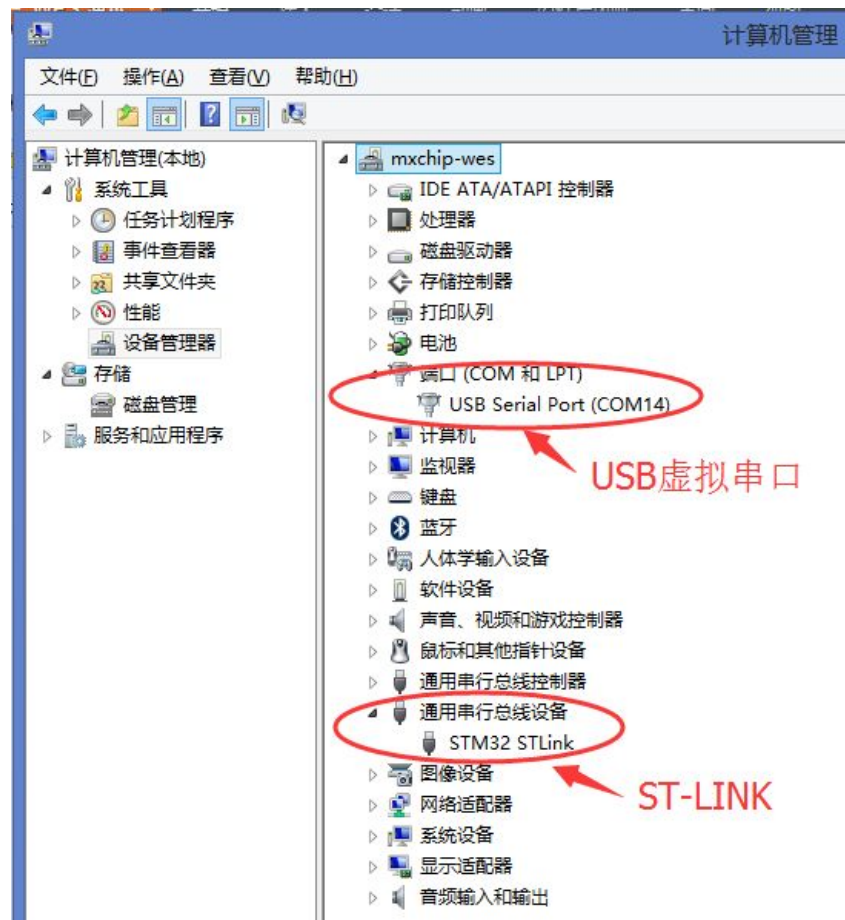 计算机管理
文件(F) 操作(A) 查看(V) 帮助(H)
计算机管理(本地)
系统工具
任务计划程序
事件查看器
共享文件夹
性能
设备管理器
存储
磁盘管理
服务和应用程序
mxchip-wes
IDE ATA/ATAPI 控制器
处理器
磁盘驱动器
存储控制器
打印队列
电池
端口 (COM 和 LPT)
USB Serial Port (COM14)
计算机
监视器
USB虚拟串口
键盘
蓝牙
人体学输入设备
软件设备
声音、视频和游戏控制器
鼠标和其他指针设备
通用串行总线控制器
通用串行总线设备
STM32 STLink
图像设备
ST-LINK
网络适配器
系统设备
显示适配器
音频输入和输出